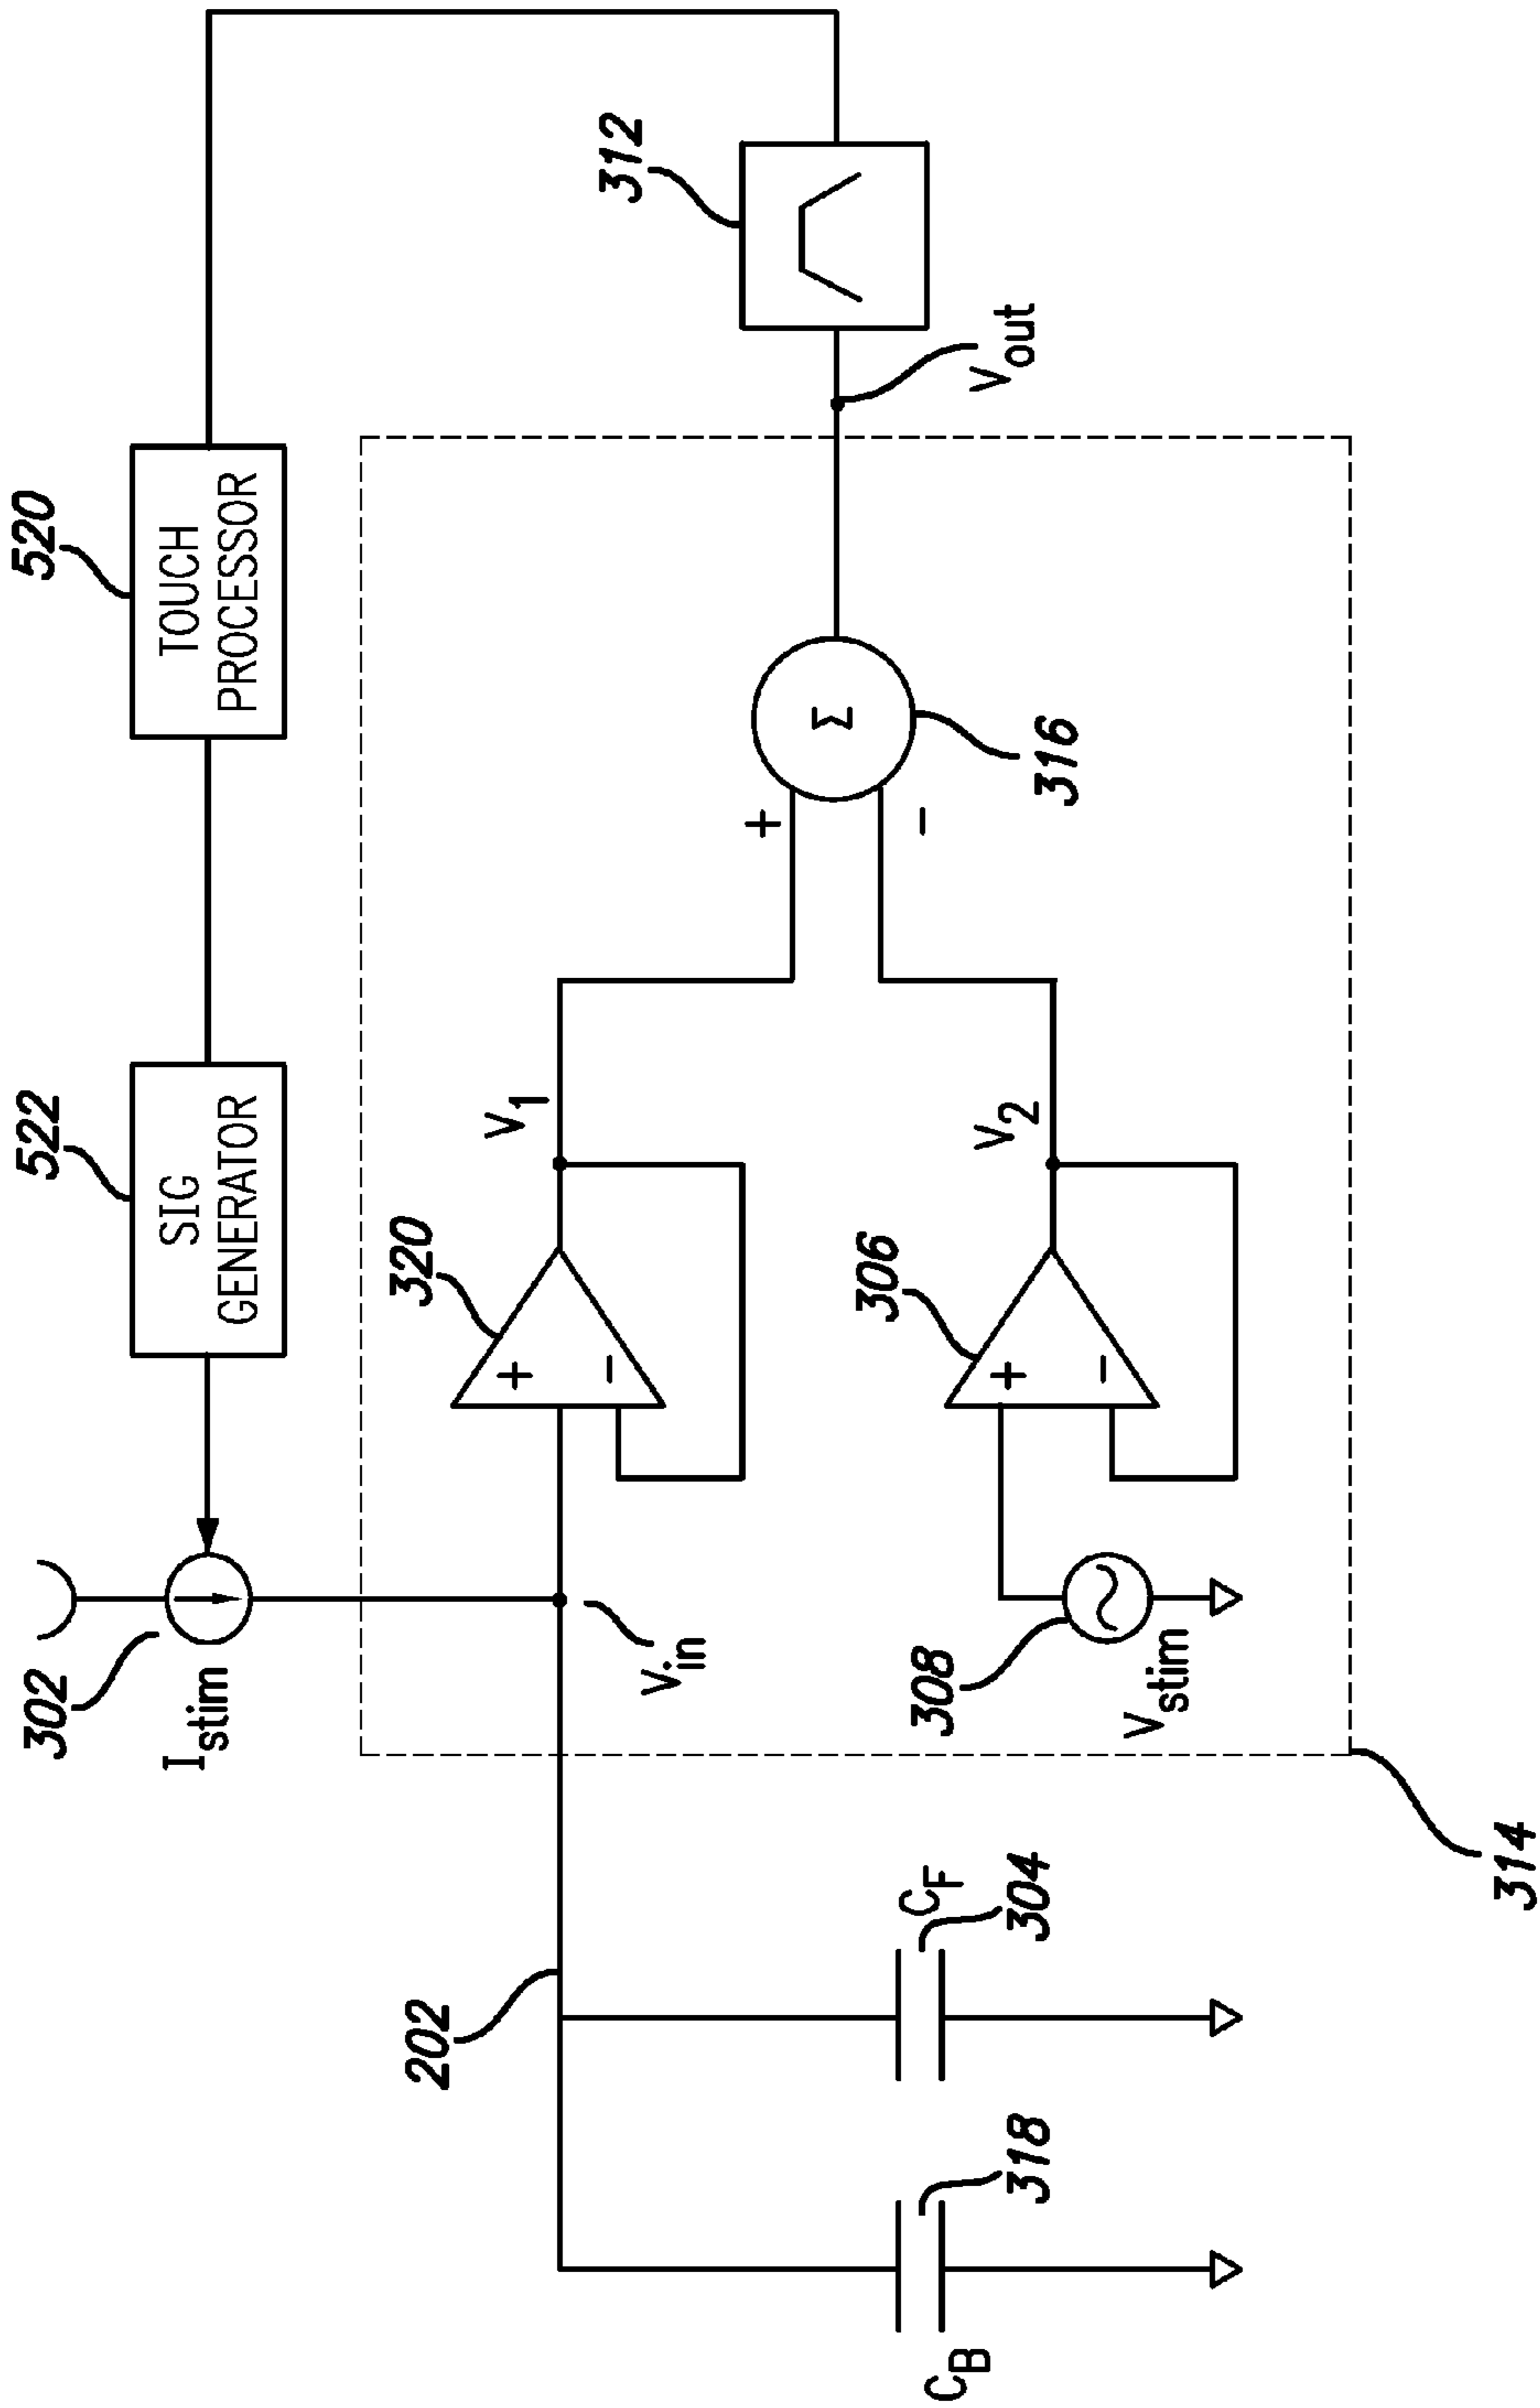 520
TOUCH
PROCESSOR
522
SIG
GENERATOR
302
Istim
312
Vout
320
+
-
V1
306
+
-
V2
+
-
Σ
316
Vin
308
Vstim
314
202
CF
304
318
CB